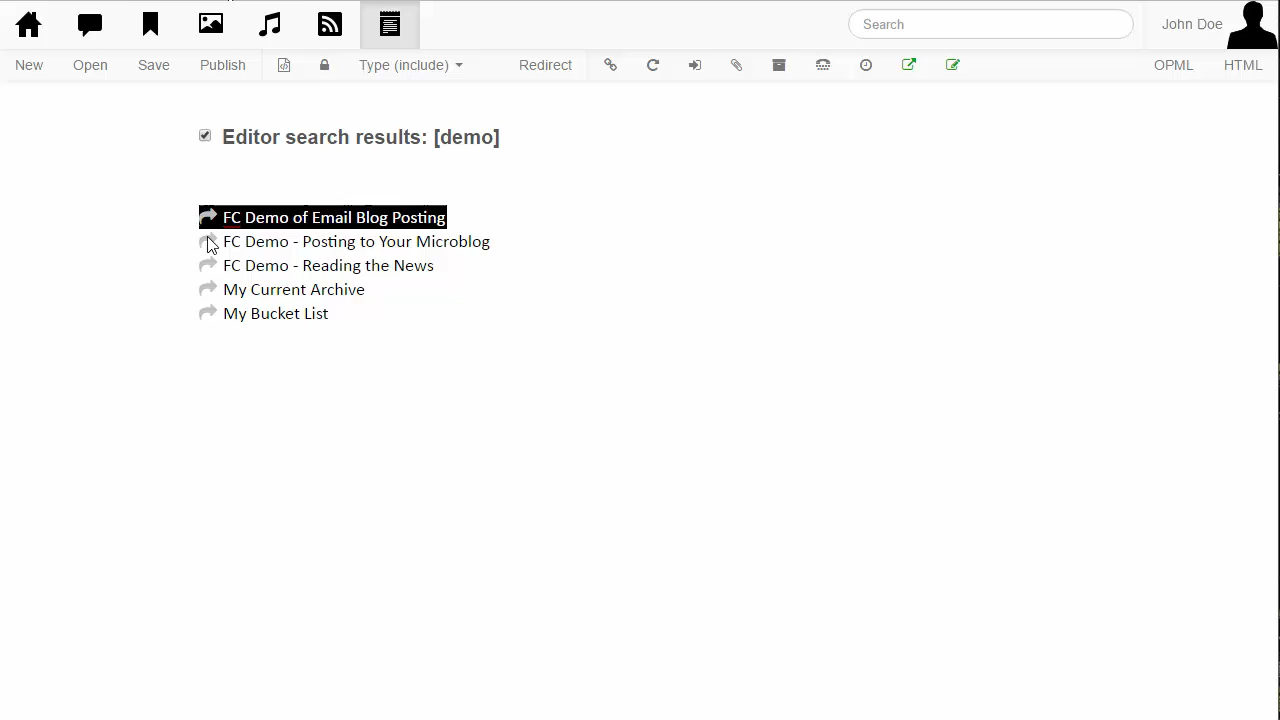 Search
John Doe
New Open Save Publish Type (include) Redirect OPML HTML
Editor search results: [demo]
FC Demo of Email Blog Posting
FC Demo - Posting to Your Microblog
FC Demo - Reading the News
My Current Archive
My Bucket List